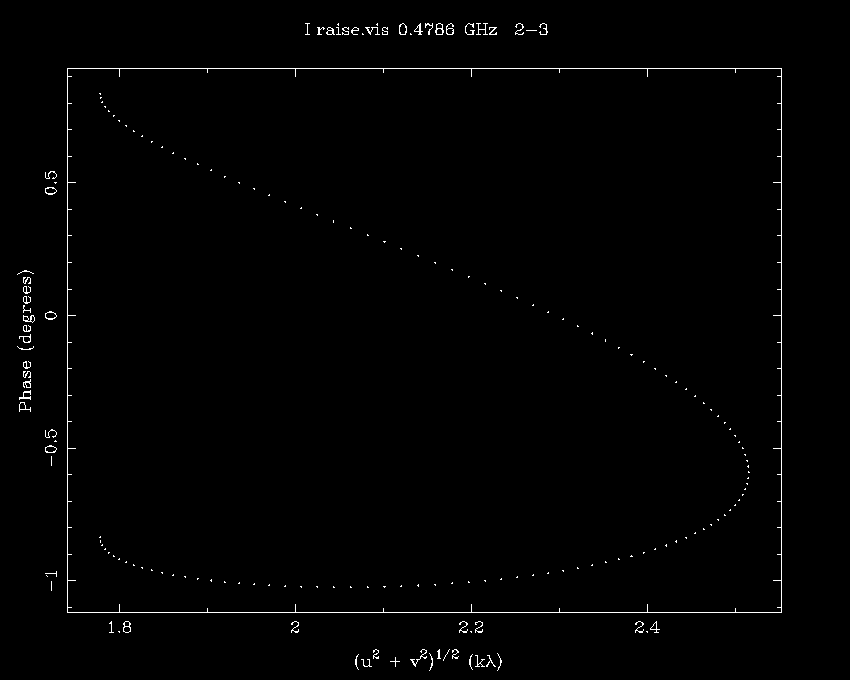 I raise.vis 0.4786 GHz 2−3
0.5
0
−0.5
−1
Phase (degrees)
1.8 2 2.2 2.4
(u² + v²)^1/2 (kλ)